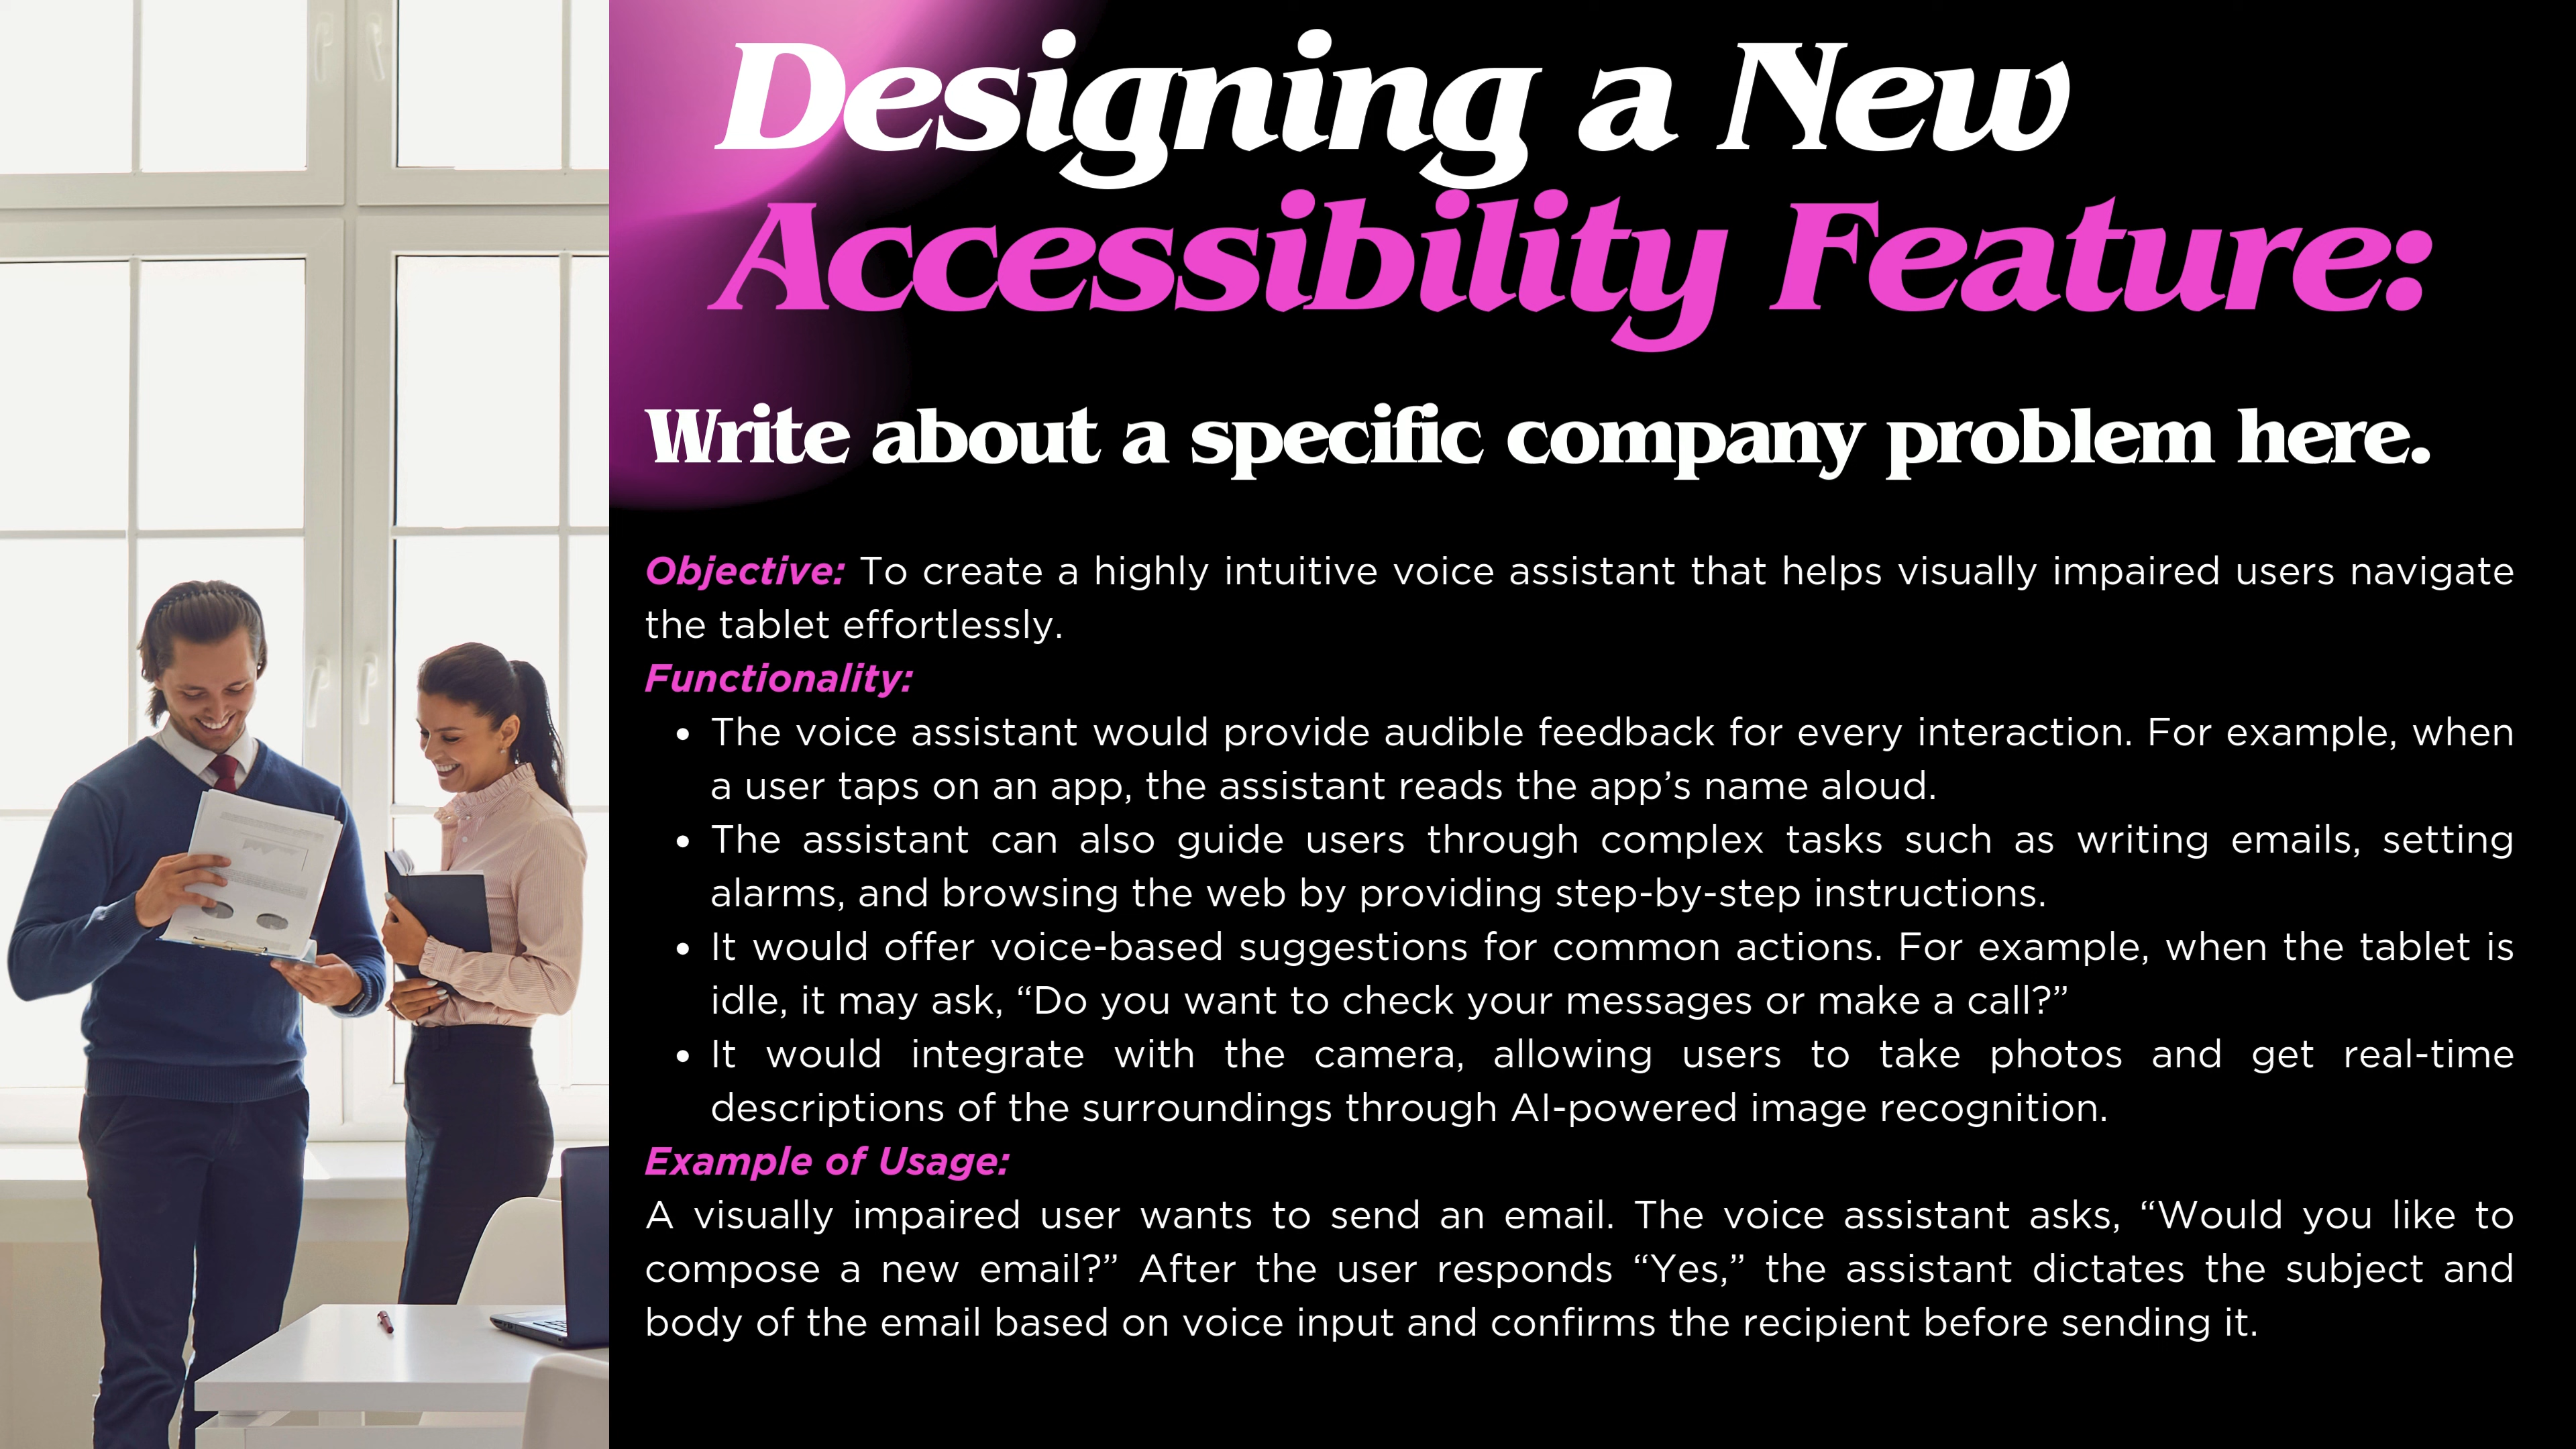 Designing a New
Accessibility Feature:
Write about a specific company problem here.
Objective: To create a highly intuitive voice assistant that helps visually impaired users navigate
the tablet effortlessly.
Functionality:
• The voice assistant would provide audible feedback for every interaction. For example, when
a user taps on an app, the assistant reads the app’s name aloud.
• The assistant can also guide users through complex tasks such as writing emails, setting
alarms, and browsing the web by providing step-by-step instructions.
• It would offer voice-based suggestions for common actions. For example, when the tablet is
idle, it may ask, “Do you want to check your messages or make a call?”
• It would integrate with the camera, allowing users to take photos and get real-time
descriptions of the surroundings through AI-powered image recognition.
Example of Usage:
A visually impaired user wants to send an email. The voice assistant asks, “Would you like to
compose a new email?” After the user responds “Yes,” the assistant dictates the subject and
body of the email based on voice input and confirms the recipient before sending it.